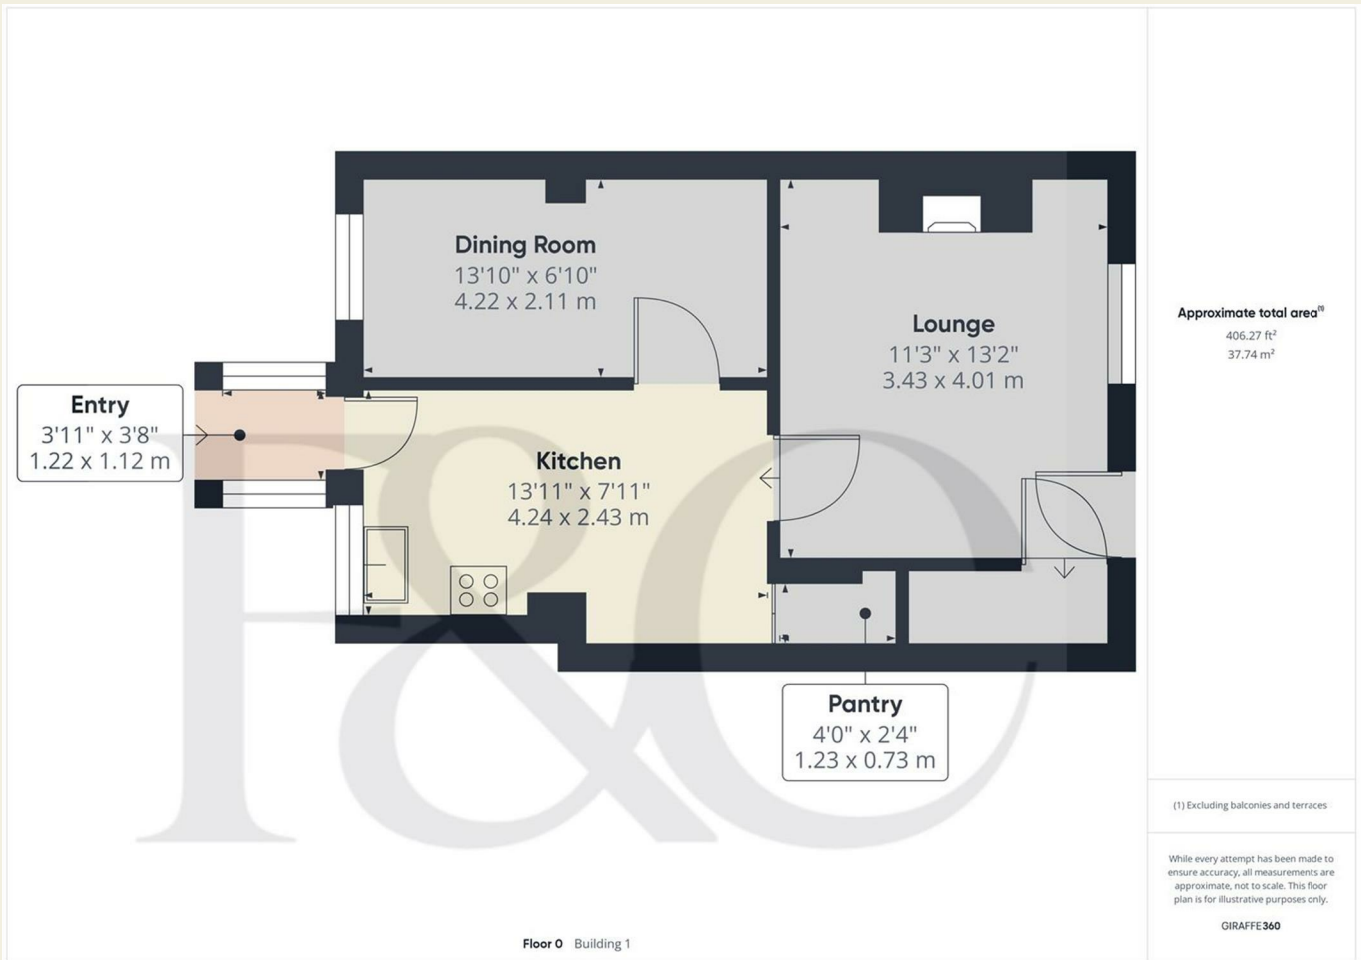 Dining Room
13'10" x 6'10"
4.22 x 2.11 m
Lounge
11'3" x 13'2"
3.43 x 4.01 m
Entry
3'11" x 3'8"
1.22 x 1.12 m
Kitchen
13'11" x 7'11"
4.24 x 2.43 m
Pantry
4'0" x 2'4"
1.23 x 0.73 m
F&C
Floor 0 Building 1
Approximate total area(1)
406.27 ft²
37.74 m²
(1) Excluding balconies and terraces
While every attempt has been made to
ensure accuracy, all measurements are
approximate, not to scale. This floor
plan is for illustrative purposes only.
GIRAFFE360